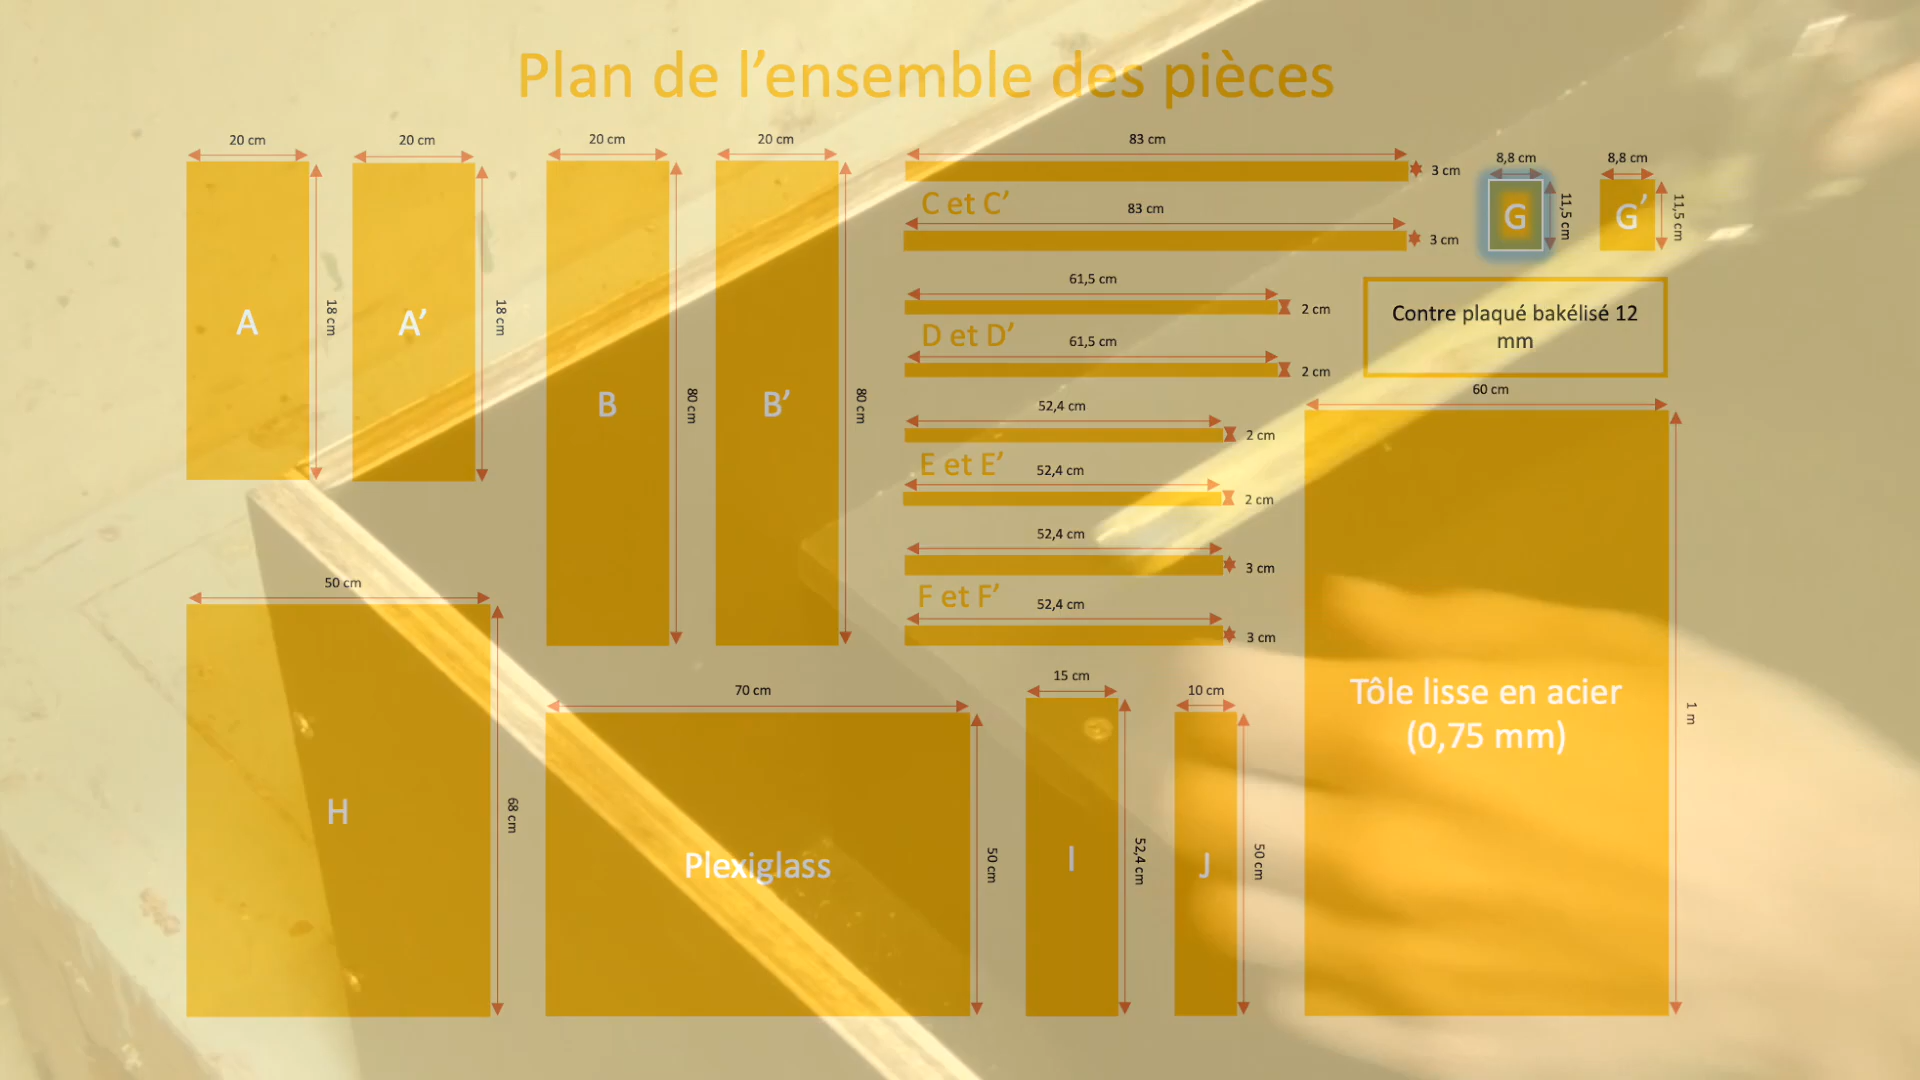 Plan de l’ensemble des pièces
20 cm
20 cm
20 cm
20 cm
83 cm
8,8 cm
8,8 cm
3 cm
C et C’
83 cm
3 cm
G
11,5 cm
G’
11,5 cm
61,5 cm
2 cm
D et D’
61,5 cm
2 cm
Contre plaqué bakélisé 12
mm
A
18 cm
A’
18 cm
B
80 cm
B’
80 cm
52,4 cm
2 cm
E et E’
52,4 cm
2 cm
52,4 cm
3 cm
F et F’
52,4 cm
3 cm
60 cm
Tôle lisse en acier
(0,75 mm)
1 m
50 cm
H
68 cm
70 cm
Plexiglass
50 cm
15 cm
I
52,4 cm
10 cm
J
50 cm